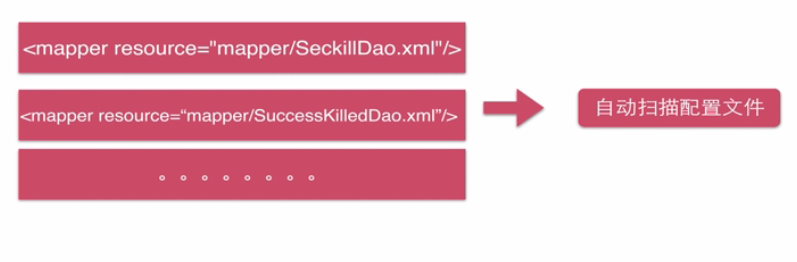 <mapper resource="mapper/SeckillDao.xml"/>
<mapper resource=“mapper/SuccessKilledDao.xml”/>
自动扫描配置文件
。。。。。。。。